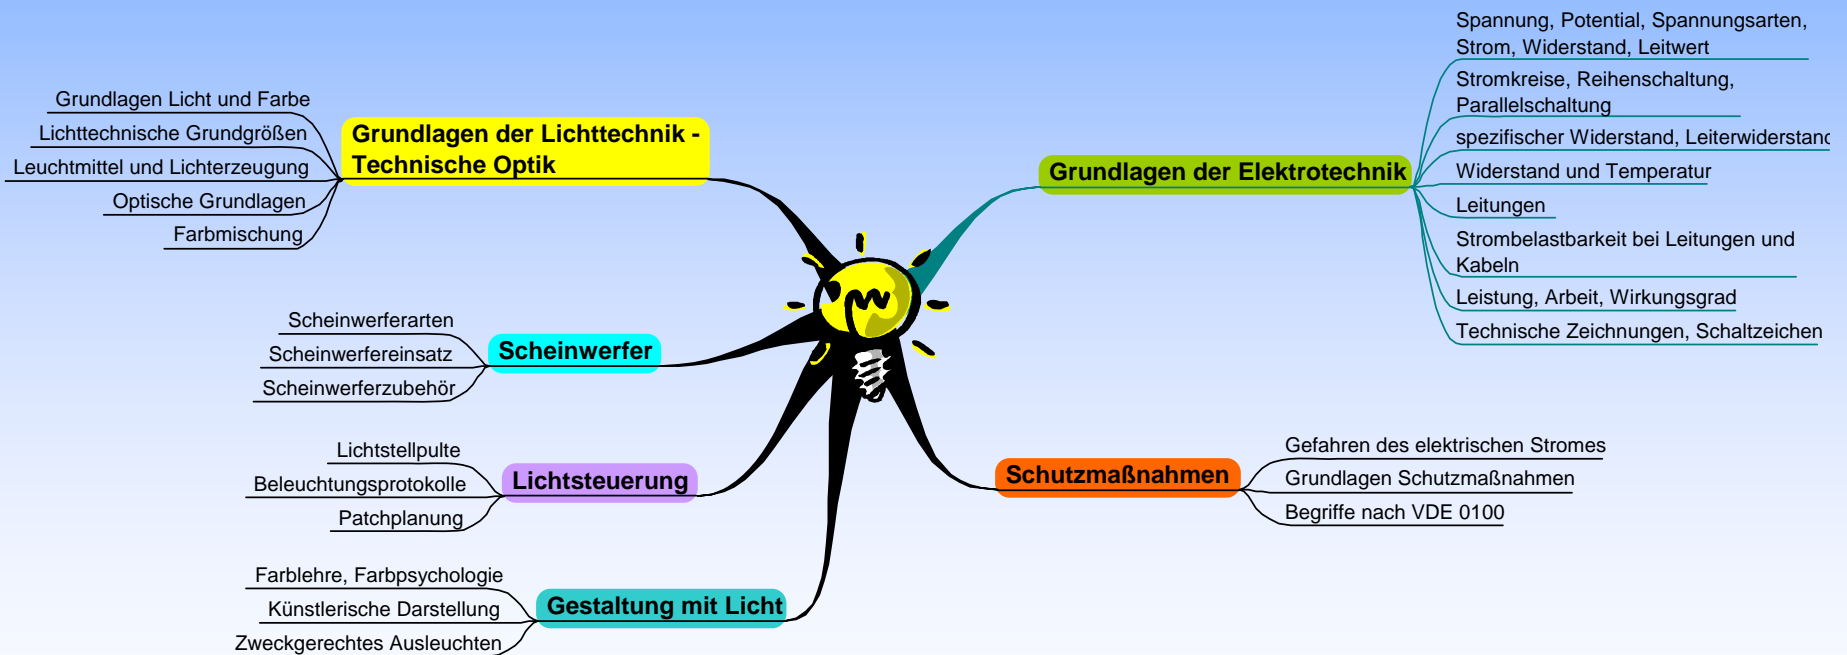 Grundlagen der Lichttechnik -
Technische Optik
Grundlagen Licht und Farbe
Lichttechnische Grundgrößen
Leuchtmittel und Lichterzeugung
Optische Grundlagen
Farbmischung
Scheinwerfer
Scheinwerferarten
Scheinwerfereinsatz
Scheinwerferzubehör
Lichtsteuerung
Lichtstellpulte
Beleuchtungsprotokolle
Patchplanung
Gestaltung mit Licht
Farblehre, Farbpsychologie
Künstlerische Darstellung
Zweckgerechtes Ausleuchten
Grundlagen der Elektrotechnik
Spannung, Potential, Spannungsarten,
Strom, Widerstand, Leitwert
Stromkreise, Reihenschaltung,
Parallelschaltung
spezifischer Widerstand, Leiterwiderstand
Widerstand und Temperatur
Leitungen
Strombelastbarkeit bei Leitungen und
Kabeln
Leistung, Arbeit, Wirkungsgrad
Technische Zeichnungen, Schaltzeichen
Schutzmaßnahmen
Gefahren des elektrischen Stromes
Grundlagen Schutzmaßnahmen
Begriffe nach VDE 0100